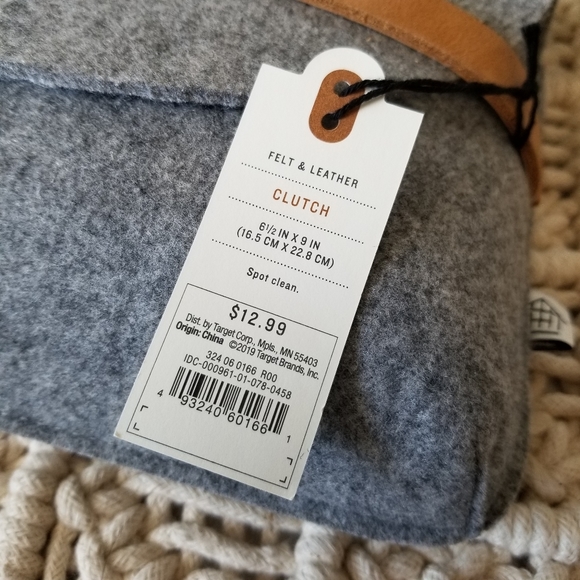 FELT & LEATHER
CLUTCH
6½ IN X 9 IN
(16.5 CM X 22.8 CM)
Spot clean.
$12.99
Dist. by Target Corp., Mpls., MN 55403
Origin: China ©2019 Target Brands, Inc.
324 06 0166 R00
IDC-000961-01-078-0458
4 93240 60166 1